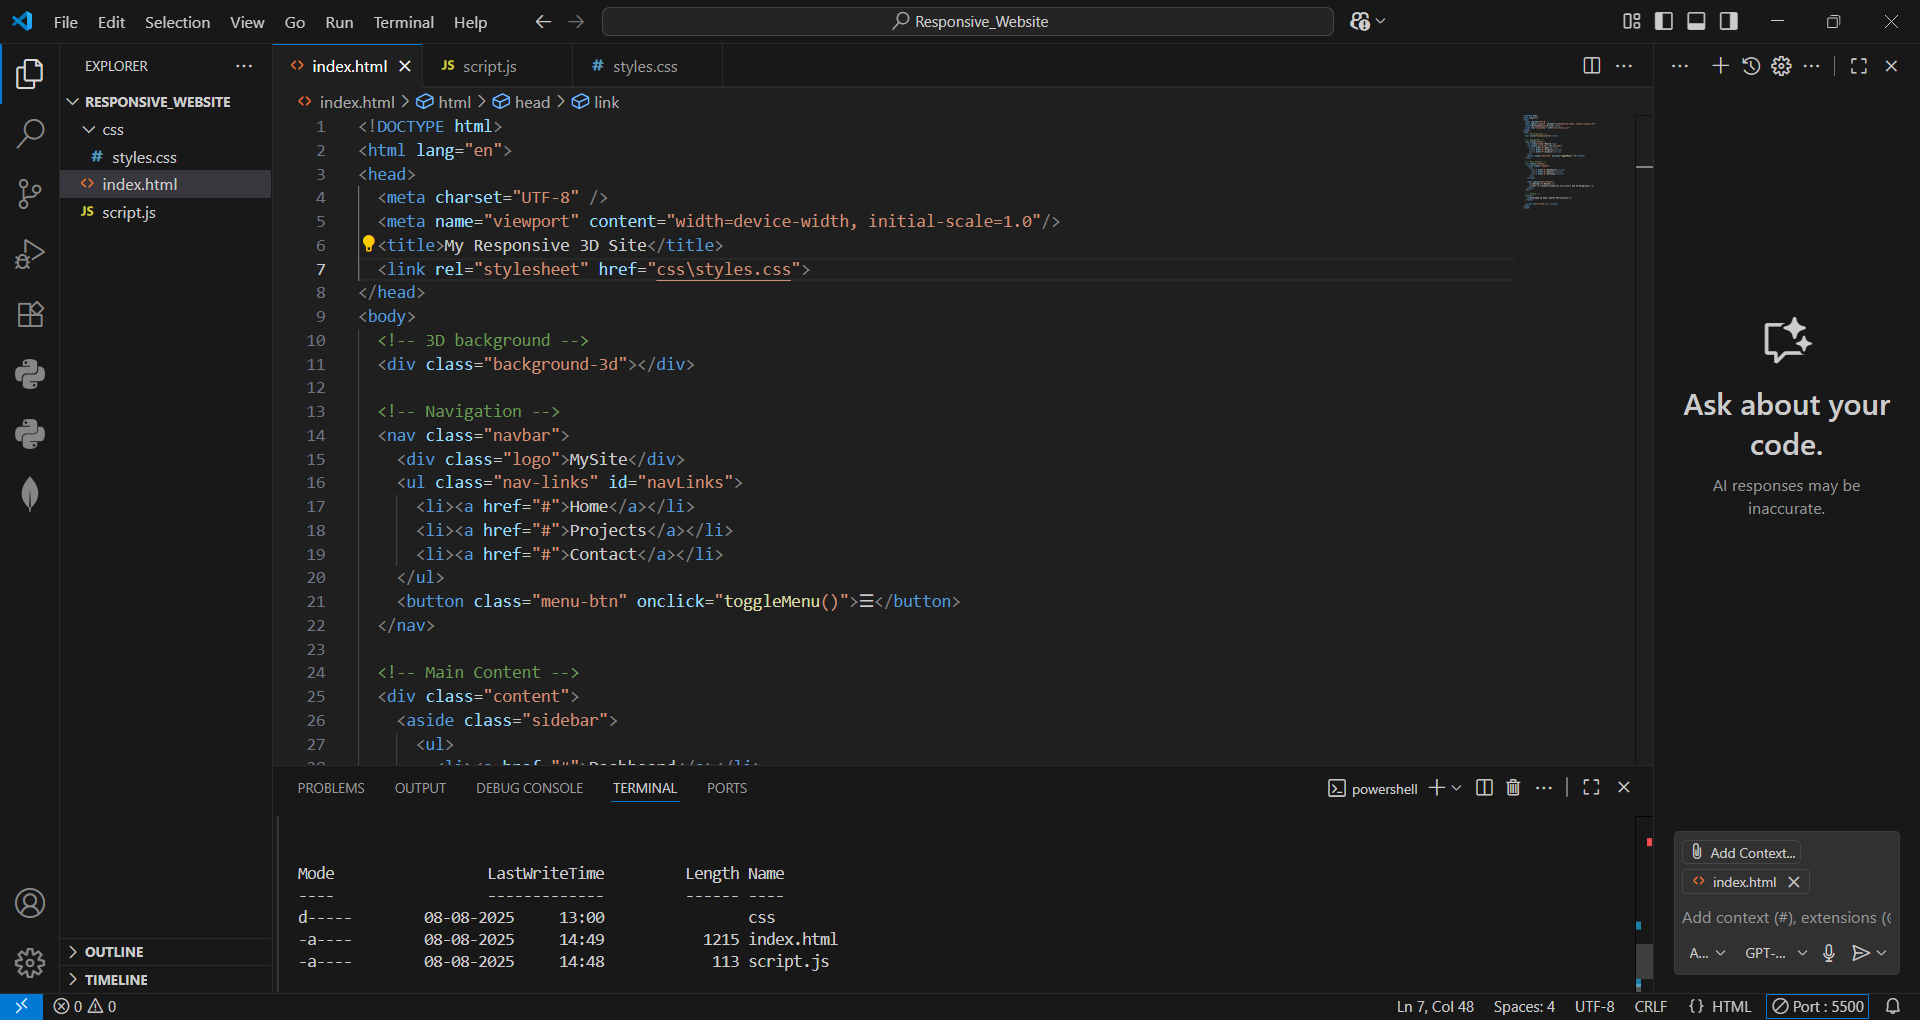 File Edit Selection View Go Run Terminal Help
Responsive_Website
EXPLORER
RESPONSIVE_WEBSITE
css
# styles.css
<> index.html
JS script.js
OUTLINE
TIMELINE
<> index.html
JS script.js
# styles.css
<> index.html > html > head > link
1 <!DOCTYPE html>
2 <html lang="en">
3 <head>
4 <meta charset="UTF-8" />
5 <meta name="viewport" content="width=device-width, initial-scale=1.0"/>
6 <title>My Responsive 3D Site</title>
7 <link rel="stylesheet" href="css\styles.css">
8 </head>
9 <body>
10 <!-- 3D background -->
11 <div class="background-3d"></div>
12
13 <!-- Navigation -->
14 <nav class="navbar">
15 <div class="logo">MySite</div>
16 <ul class="nav-links" id="navLinks">
17 <li><a href="#">Home</a></li>
18 <li><a href="#">Projects</a></li>
19 <li><a href="#">Contact</a></li>
20 </ul>
21 <button class="menu-btn" onclick="toggleMenu()">☰</button>
22 </nav>
23
24 <!-- Main Content -->
25 <div class="content">
26 <aside class="sidebar">
27 <ul>
28 <li><a href="#">Dashboard</a></li>
PROBLEMS OUTPUT DEBUG CONSOLE TERMINAL PORTS
powershell
Mode LastWriteTime Length Name
---- ------------- ------ ----
d----- 08-08-2025 13:00 css
-a---- 08-08-2025 14:49 1215 index.html
-a---- 08-08-2025 14:48 113 script.js
Ask about your
code.
AI responses may be
inaccurate.
Add Context...
<> index.html
Add context (#), extensions (@
A... GPT-...
0 0
Ln 7, Col 48 Spaces: 4 UTF-8 CRLF {} HTML Port : 5500